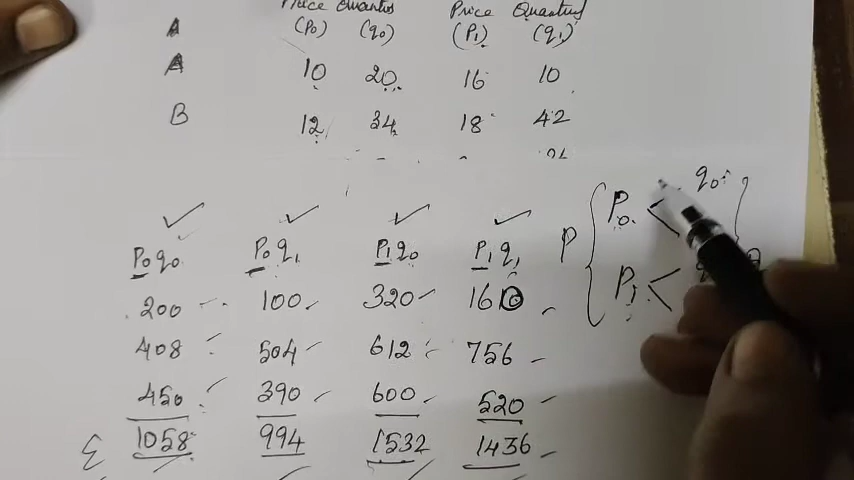 Price Quantity Price Quantity
(P0) (q0) (P1) (q1)
A
A 10 20 16 10
B 12 34 18 42
P0q0 P0q1 P1q0 P1q1
200 100 320 160
408 504 612 756
450 390 600 520
Σ 1058 994 1532 1436
P { P0 < q0
P1 <